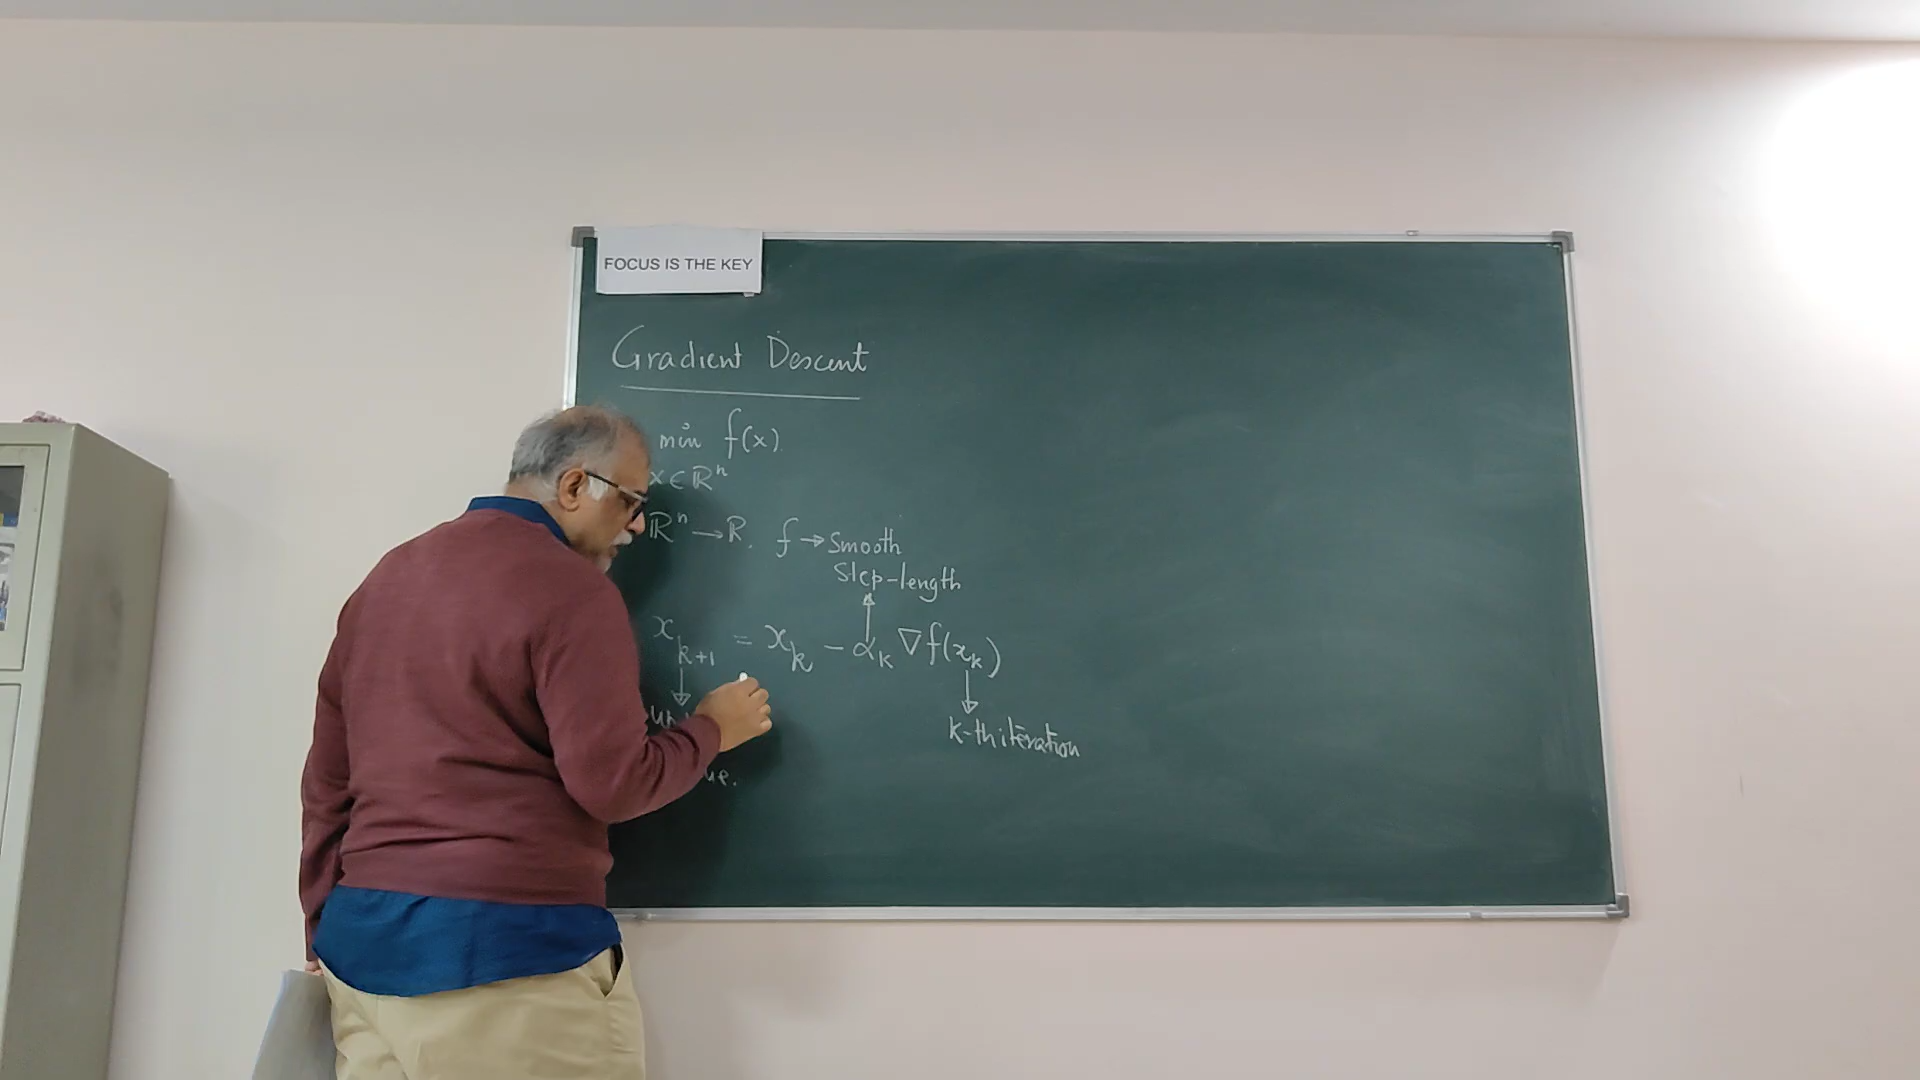 FOCUS IS THE KEY
Gradient Descent
min f(x).
x ∈ ℝⁿ
ℝⁿ → ℝ. f → Smooth
Step-length
x_{k+1} = x_k - α_k ∇f(x_k)
k-th iteration